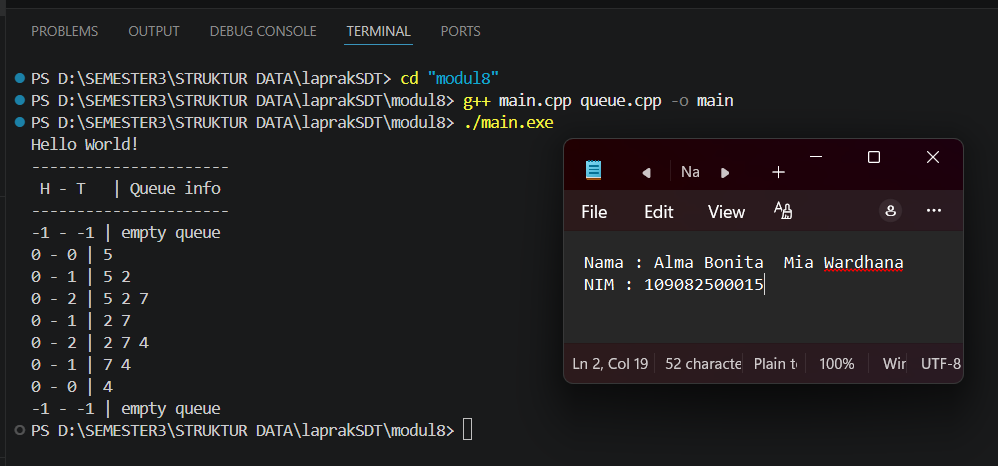 PROBLEMS OUTPUT DEBUG CONSOLE TERMINAL PORTS
PS D:\SEMESTER3\STRUKTUR DATA\laprakSDT> cd "modul8"
PS D:\SEMESTER3\STRUKTUR DATA\laprakSDT\modul8> g++ main.cpp queue.cpp -o main
PS D:\SEMESTER3\STRUKTUR DATA\laprakSDT\modul8> ./main.exe
Hello World!
----------------------
 H - T   | Queue info
----------------------
-1 - -1 | empty queue
0 - 0 | 5
0 - 1 | 5 2
0 - 2 | 5 2 7
0 - 1 | 2 7
0 - 2 | 2 7 4
0 - 1 | 7 4
0 - 0 | 4
-1 - -1 | empty queue
PS D:\SEMESTER3\STRUKTUR DATA\laprakSDT\modul8>
Na
File Edit View
Nama : Alma Bonita  Mia Wardhana
NIM : 109082500015
Ln 2, Col 19 52 characte Plain t 100% Wir UTF-8